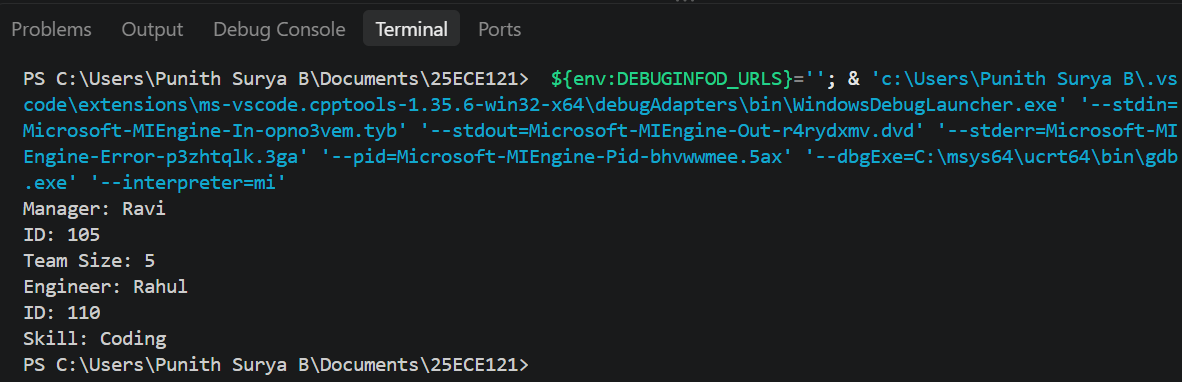 Problems Output Debug Console Terminal Ports
PS C:\Users\Punith Surya B\Documents\25ECE121>  ${env:DEBUGINFOD_URLS}=''; & 'c:\Users\Punith Surya B\.vs
code\extensions\ms-vscode.cpptools-1.35.6-win32-x64\debugAdapters\bin\WindowsDebugLauncher.exe' '--stdin=
Microsoft-MIEngine-In-opno3vem.tyb' '--stdout=Microsoft-MIEngine-Out-r4rydxmv.dvd' '--stderr=Microsoft-MI
Engine-Error-p3zhtqlk.3ga' '--pid=Microsoft-MIEngine-Pid-bhvwwmee.5ax' '--dbgExe=C:\msys64\ucrt64\bin\gdb
.exe' '--interpreter=mi'
Manager: Ravi
ID: 105
Team Size: 5
Engineer: Rahul
ID: 110
Skill: Coding
PS C:\Users\Punith Surya B\Documents\25ECE121>